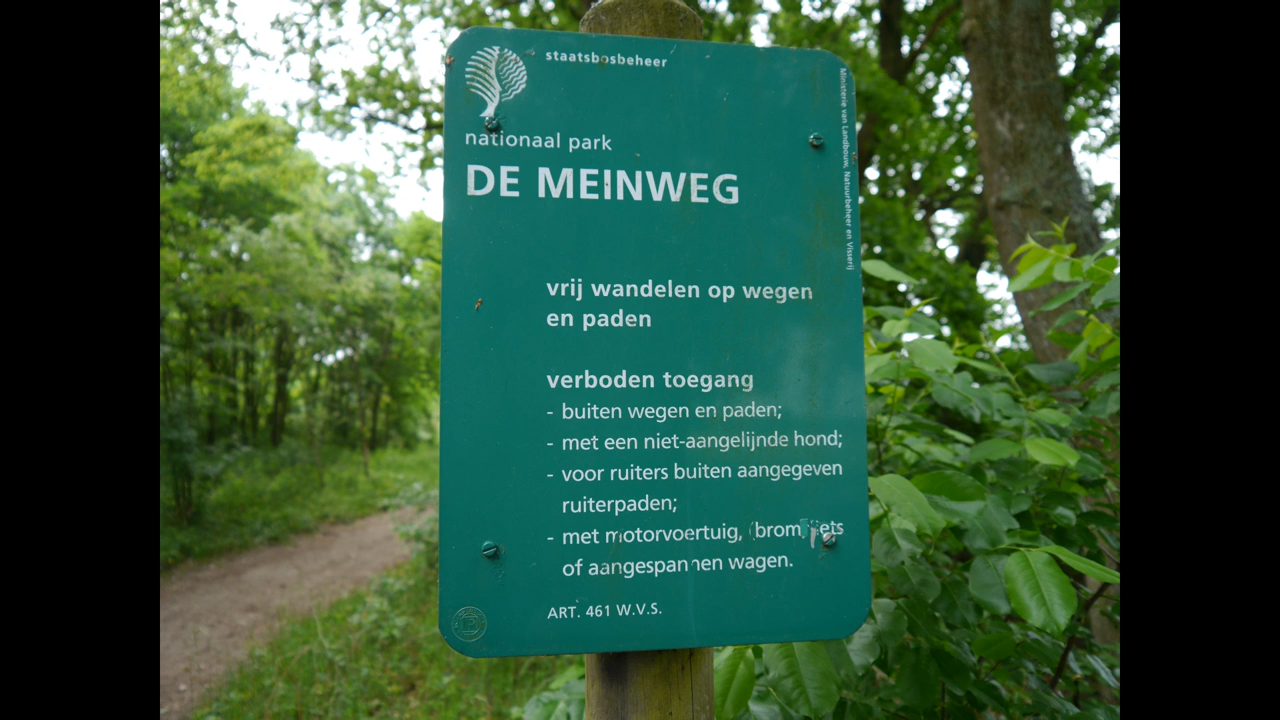 staatsbosbeheer
nationaal park
DE MEINWEG
Ministerie van Landbouw, Natuurbeheer en Visserij
vrij wandelen op wegen
en paden
verboden toegang
- buiten wegen en paden;
- met een niet-aangelijnde hond;
- voor ruiters buiten aangegeven
ruiterpaden;
- met motorvoertuig, (brom)fiets
of aangespannen wagen.
ART. 461 W.V.S.